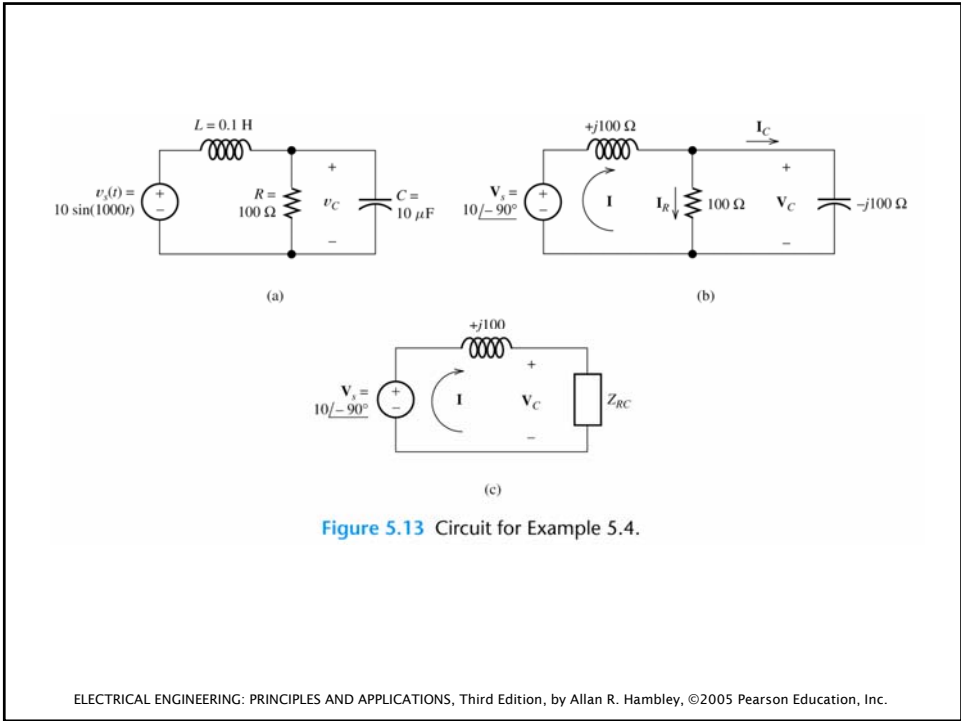 L = 0.1 H
v_s(t) =
10 sin(1000t)
+
−
R =
100 Ω
+
v_C
−
C =
10 μF
(a)
+j100 Ω
I_C
V_s =
10∠−90°
+
−
I
I_R
100 Ω
+
V_C
−
−j100 Ω
(b)
+j100
V_s =
10∠−90°
+
−
I
+
V_C
−
Z_RC
(c)
Figure 5.13 Circuit for Example 5.4.
ELECTRICAL ENGINEERING: PRINCIPLES AND APPLICATIONS, Third Edition, by Allan R. Hambley, ©2005 Pearson Education, Inc.